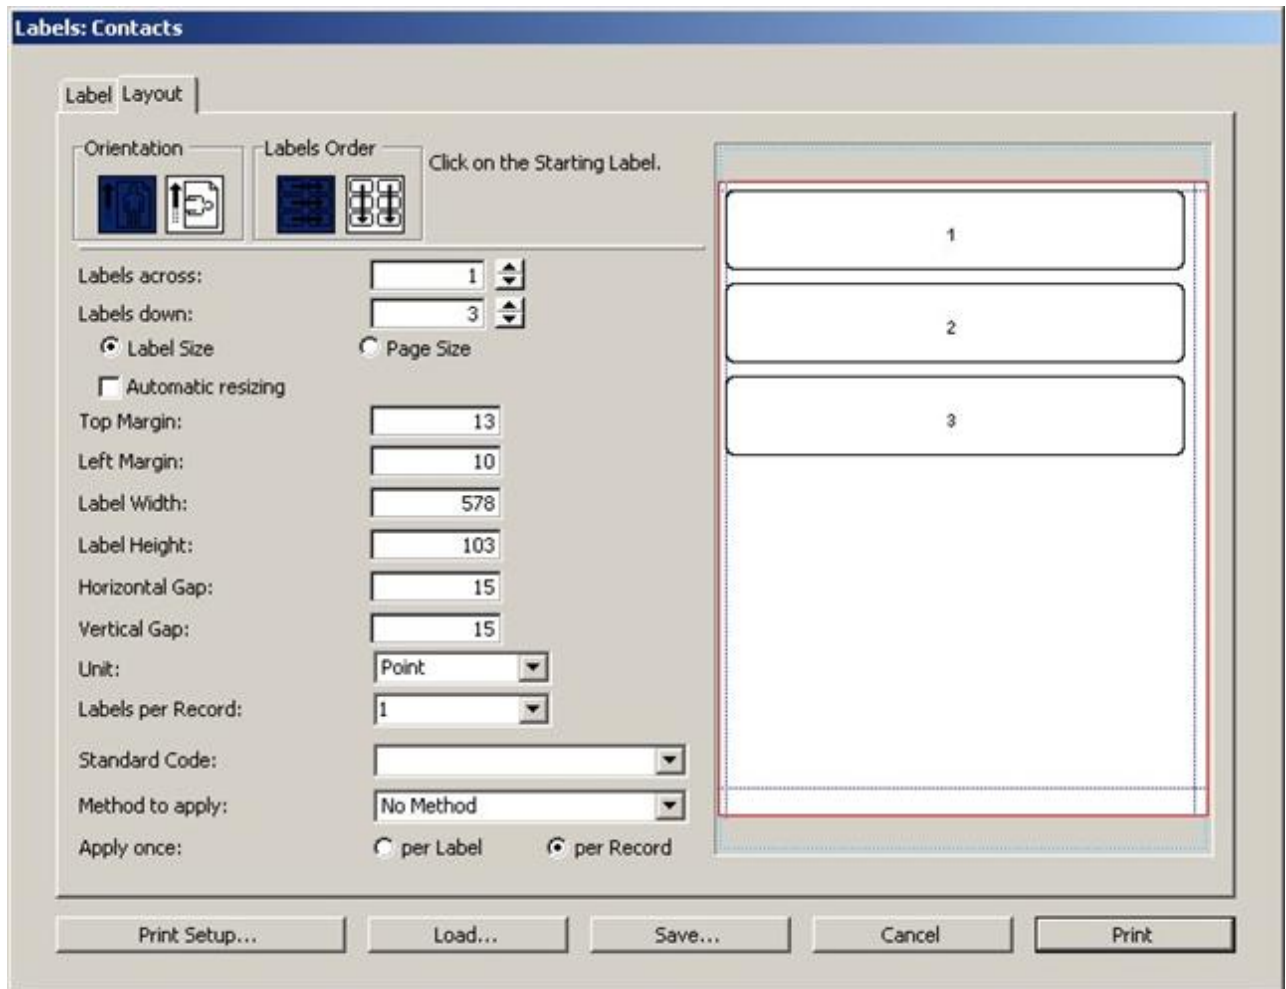 Labels: Contacts
Label Layout
Orientation Labels Order Click on the Starting Label.
Labels across: 1
Labels down: 3
Label Size Page Size
Automatic resizing
Top Margin: 13
Left Margin: 10
Label Width: 578
Label Height: 103
Horizontal Gap: 15
Vertical Gap: 15
Unit: Point
Labels per Record: 1
Standard Code:
Method to apply: No Method
Apply once: per Label per Record
1
2
3
Print Setup... Load... Save... Cancel Print